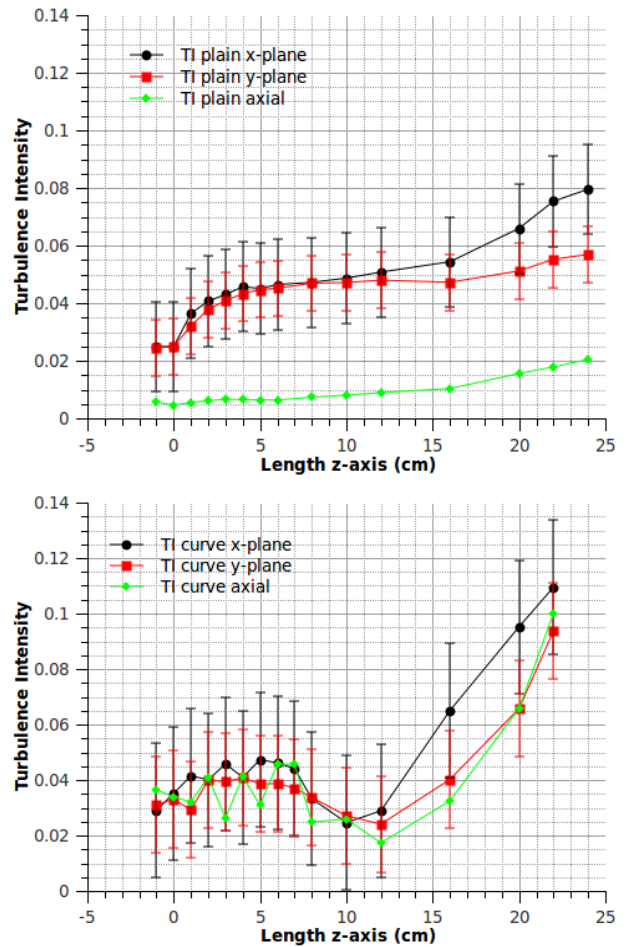 0.14
TI plain x-plane
0.12
TI plain y-plane
TI plain axial
0.1
0.08
0.06
0.04
0.02
0
Turbulence Intensity
-5 0 5 10 15 20 25
Length z-axis (cm)
0.14
TI curve x-plane
0.12
TI curve y-plane
TI curve axial
0.1
0.08
0.06
0.04
0.02
0
Turbulence Intensity
-5 0 5 10 15 20 25
Length z-axis (cm)